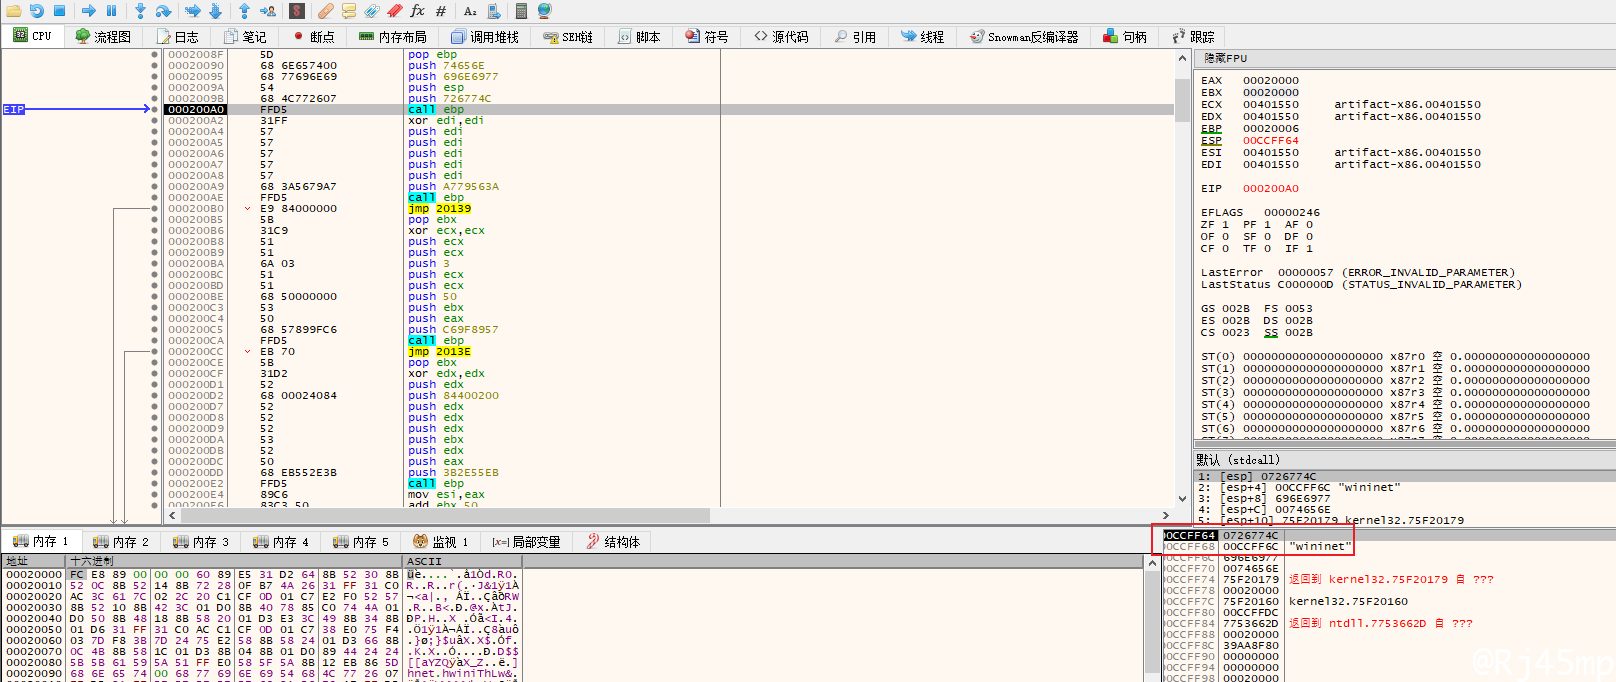 CPU 流程图 日志 笔记 断点 内存布局 调用堆栈 SEH链 脚本 符号 源代码 引用 线程 Snowman反编译器 句柄 跟踪
EIP
0002008F 5D pop ebp
00020090 68 6E657400 push 74656E
00020095 68 77696E69 push 696E6977
0002009A 54 push esp
0002009B 68 4C772607 push 726774C
000200A0 FFD5 call ebp
000200A2 31FF xor edi,edi
000200A4 57 push edi
000200A5 57 push edi
000200A6 57 push edi
000200A7 57 push edi
000200A8 57 push edi
000200A9 68 3A5679A7 push A779563A
000200AE FFD5 call ebp
000200B0 E9 84000000 jmp 20139
000200B5 5B pop ebx
000200B6 31C9 xor ecx,ecx
000200B8 51 push ecx
000200B9 51 push ecx
000200BA 6A 03 push 3
000200BC 51 push ecx
000200BD 51 push ecx
000200BE 68 50000000 push 50
000200C3 53 push ebx
000200C4 50 push eax
000200C5 68 57899FC6 push C69F8957
000200CA FFD5 call ebp
000200CC EB 70 jmp 2013E
000200CE 5B pop ebx
000200CF 31D2 xor edx,edx
000200D1 52 push edx
000200D2 68 00024084 push 84400200
000200D7 52 push edx
000200D8 52 push edx
000200D9 52 push edx
000200DA 53 push ebx
000200DB 52 push edx
000200DC 50 push eax
000200DD 68 EB552E3B push 3B2E55EB
000200E2 FFD5 call ebp
000200E4 89C6 mov esi,eax
000200E6 83C3 50 add ebx,50
隐藏FPU
EAX 00020000
EBX 00020000
ECX 00401550 artifact-x86.00401550
EDX 00401550 artifact-x86.00401550
EBP 00020006
ESP 00CCFF64
ESI 00401550 artifact-x86.00401550
EDI 00401550 artifact-x86.00401550
EIP 000200A0
EFLAGS 00000246
ZF 1 PF 1 AF 0
OF 0 SF 0 DF 0
CF 0 TF 0 IF 1
LastError 00000057 (ERROR_INVALID_PARAMETER)
LastStatus C000000D (STATUS_INVALID_PARAMETER)
GS 002B FS 0053
ES 002B DS 002B
CS 0023 SS 002B
ST(0) 00000000000000000000 x87r0 空 0.000000000000000000
ST(1) 00000000000000000000 x87r1 空 0.000000000000000000
ST(2) 00000000000000000000 x87r2 空 0.000000000000000000
ST(3) 00000000000000000000 x87r3 空 0.000000000000000000
ST(4) 00000000000000000000 x87r4 空 0.000000000000000000
ST(5) 00000000000000000000 x87r5 空 0.000000000000000000
ST(6) 00000000000000000000 x87r6 空 0.000000000000000000
默认 (stdcall)
1: [esp] 0726774C
2: [esp+4] 00CCFF6C "wininet"
3: [esp+8] 696E6977
4: [esp+C] 0074656E
5: [esp+10] 75F20179 kernel32.75F20179
内存 1 内存 2 内存 3 内存 4 内存 5 监视 1 [x=] 局部变量 结构体
地址 十六进制 ASCII
00020000 FC E8 89 00 00 00 60 89 E5 31 D2 64 8B 52 30 8B
00020010 52 0C 8B 52 14 8B 72 28 0F B7 4A 26 31 FF 31 C0
00020020 AC 3C 61 7C 02 2C 20 C1 CF 0D 01 C7 E2 F0 52 57
00020030 8B 52 10 8B 42 3C 01 D0 8B 40 78 85 C0 74 4A 01
00020040 D0 50 8B 48 18 8B 58 20 01 D3 E3 3C 49 8B 34 8B
00020050 01 D6 31 FF 31 C0 AC C1 CF 0D 01 C7 38 E0 75 F4
00020060 03 7D F8 3B 7D 24 75 E2 58 8B 58 24 01 D3 66 8B
00020070 0C 4B 8B 58 1C 01 D3 8B 04 8B 01 D0 89 44 24 24
00020080 5B 5B 61 59 5A 51 FF E0 58 5F 5A 8B 12 EB 86 5D
00020090 68 6E 65 74 00 68 77 69 6E 69 54 68 4C 77 26 07
00CCFF64 0726774C
00CCFF68 00CCFF6C "wininet"
696E6977
00CCFF70 0074656E
00CCFF74 75F20179 返回到 kernel32.75F20179 自 ???
00CCFF78 00020000
00CCFF7C 75F20160 kernel32.75F20160
00CCFF80 00CCFFDC
00CCFF84 7753662D 返回到 ntdll.7753662D 自 ???
00CCFF88 00020000
00CCFF8C 39AA8F80
00CCFF90 00000000
00CCFF94 00000000
00CCFF98 00020000
@Rj45mp